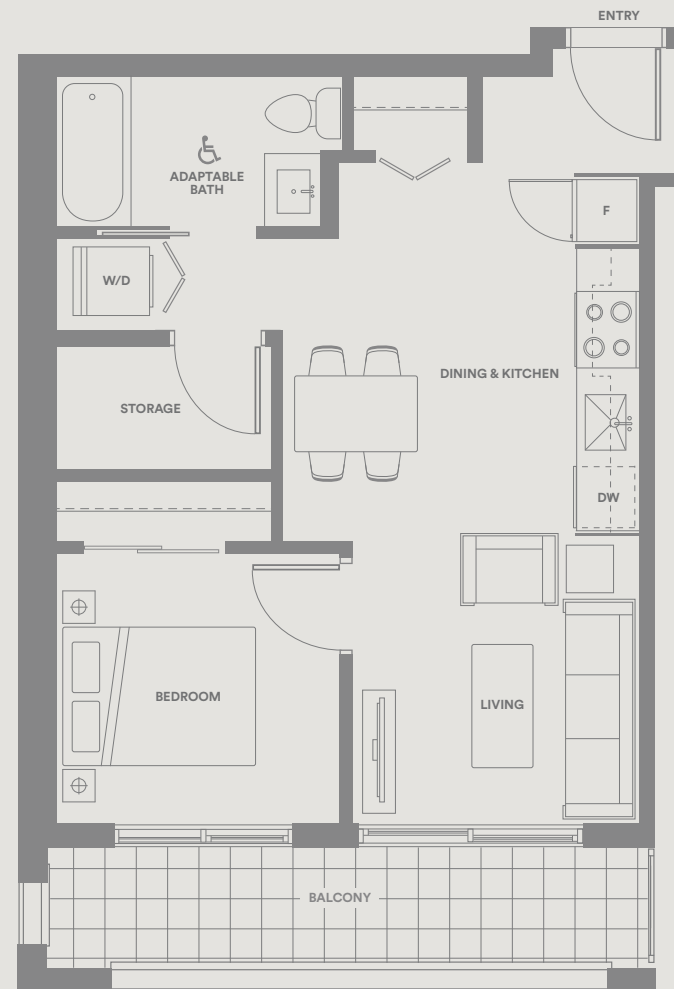 ENTRY
ADAPTABLE
BATH
F
W/D
DINING & KITCHEN
STORAGE
DW
BEDROOM
LIVING
BALCONY